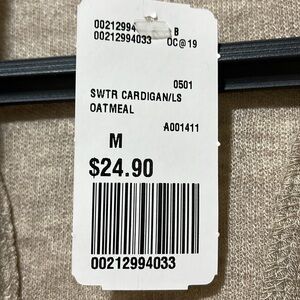 00212994 B
00212994033 OC@19
0501
SWTR CARDIGAN/LS
OATMEAL
A001411
M
$24.90
00212994033